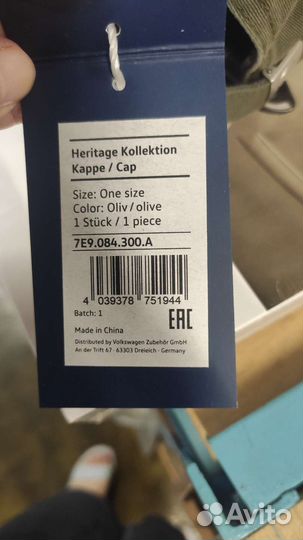 Heritage Kollektion
Kappe / Cap
Size: One size
Color: Oliv / olive
1 Stück / 1 piece
7E9.084.300.A
4 039378 751944
Batch: 1
EAC
Made in China
Distributed by Volkswagen Zubehör GmbH
An der Trift 67 · 63303 Dreieich · Germany
Avito